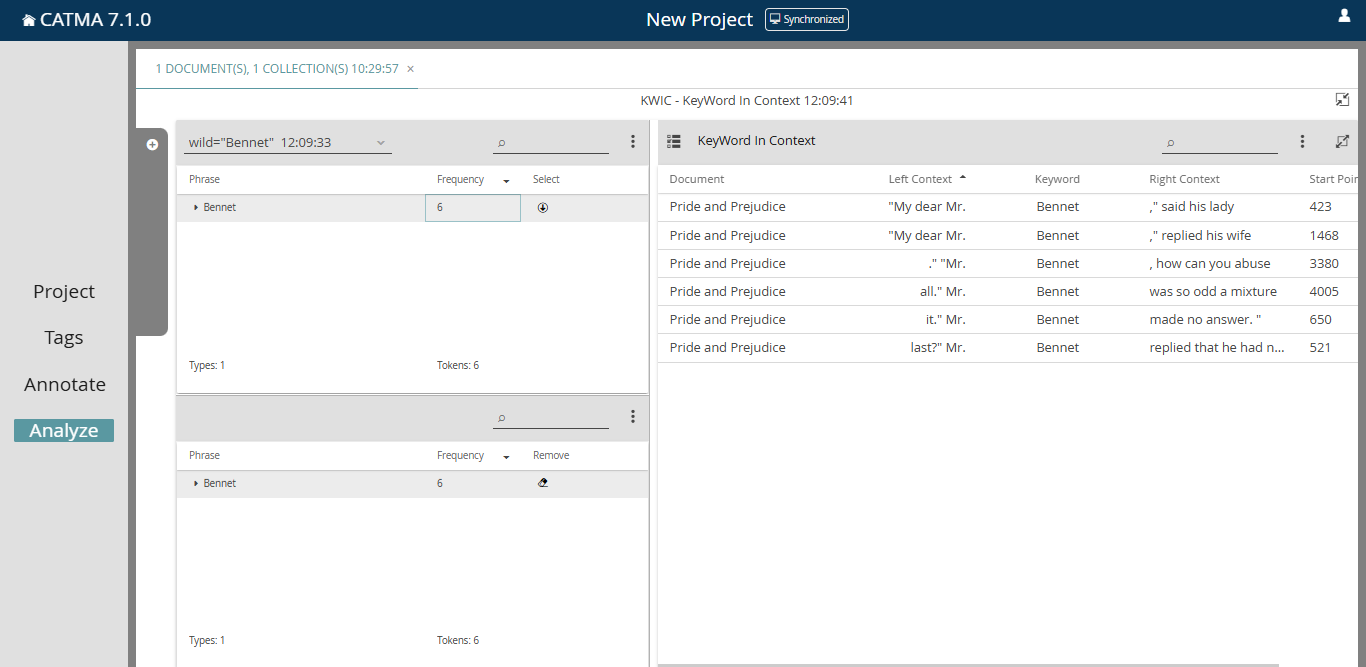 CATMA 7.1.0
New Project
Synchronized
1 DOCUMENT(S), 1 COLLECTION(S) 10:29:57 ×
KWIC - KeyWord In Context 12:09:41
Project
Tags
Annotate
Analyze
wild="Bennet" 12:09:33
Phrase Frequency Select
Bennet 6
Types: 1 Tokens: 6
Phrase Frequency Remove
Bennet 6
Types: 1 Tokens: 6
KeyWord In Context
Document Left Context Keyword Right Context Start Poin
Pride and Prejudice "My dear Mr. Bennet ," said his lady 423
Pride and Prejudice "My dear Mr. Bennet ," replied his wife 1468
Pride and Prejudice ." "Mr. Bennet , how can you abuse 3380
Pride and Prejudice all." Mr. Bennet was so odd a mixture 4005
Pride and Prejudice it." Mr. Bennet made no answer. " 650
Pride and Prejudice last?" Mr. Bennet replied that he had n... 521